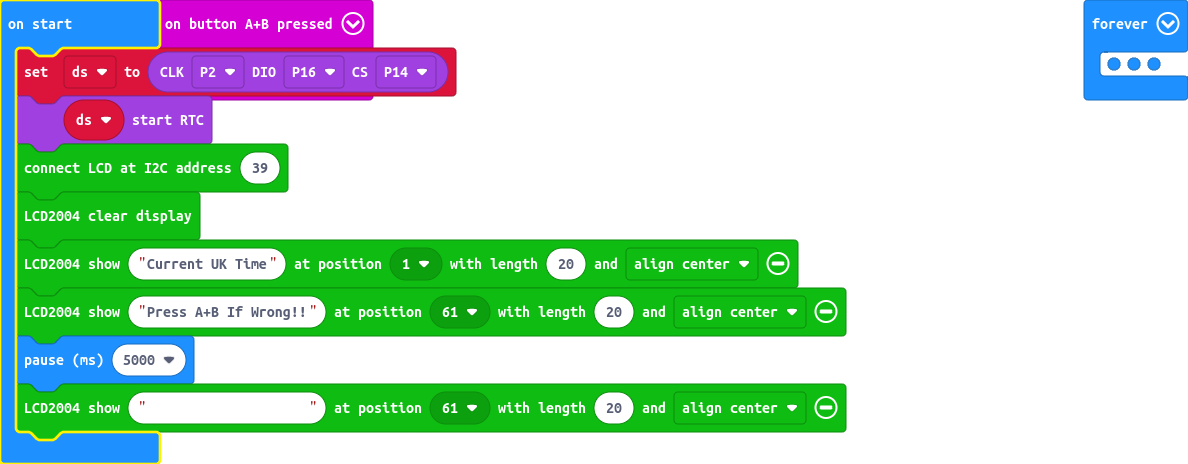 on start
on button A+B pressed
forever
set ds to CLK P2 DIO P16 CS P14
ds start RTC
connect LCD at I2C address 39
LCD2004 clear display
LCD2004 show "Current UK Time" at position 1 with length 20 and align center
LCD2004 show "Press A+B If Wrong!!" at position 61 with length 20 and align center
pause (ms) 5000
LCD2004 show "                    " at position 61 with length 20 and align center